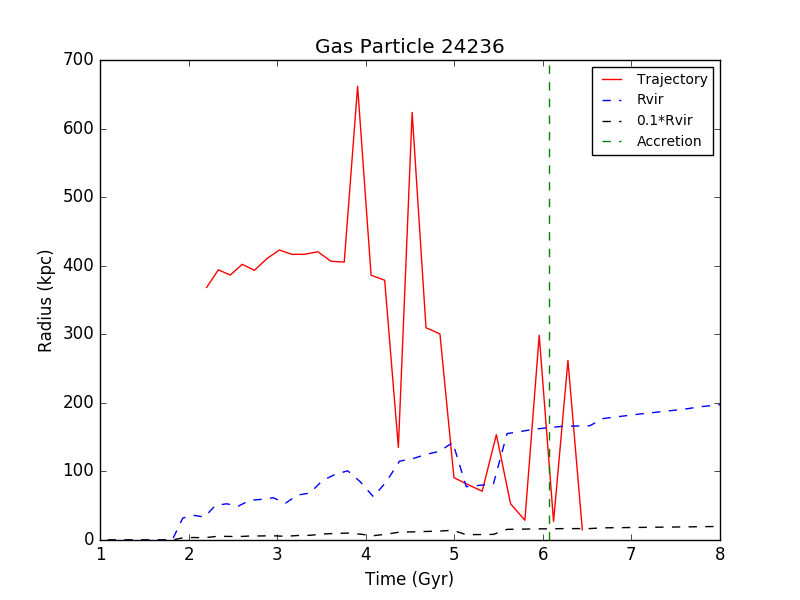 Gas Particle 24236
700
600
500
400
300
200
100
0
Radius (kpc)
Trajectory
Rvir
0.1*Rvir
Accretion
1 2 3 4 5 6 7 8
Time (Gyr)